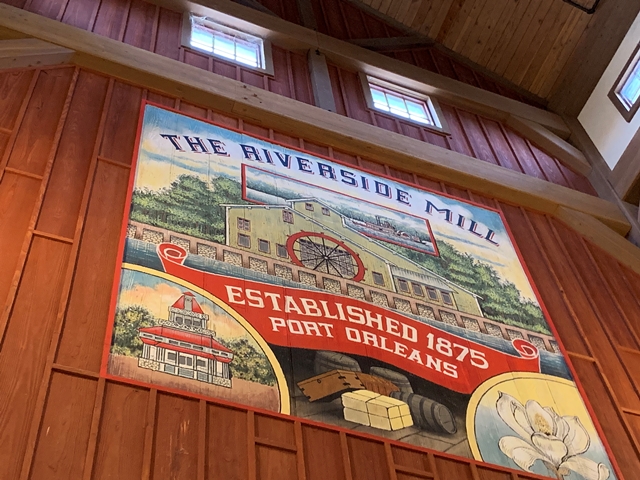 THE RIVERSIDE MILL
ESTABLISHED 1875
PORT ORLEANS